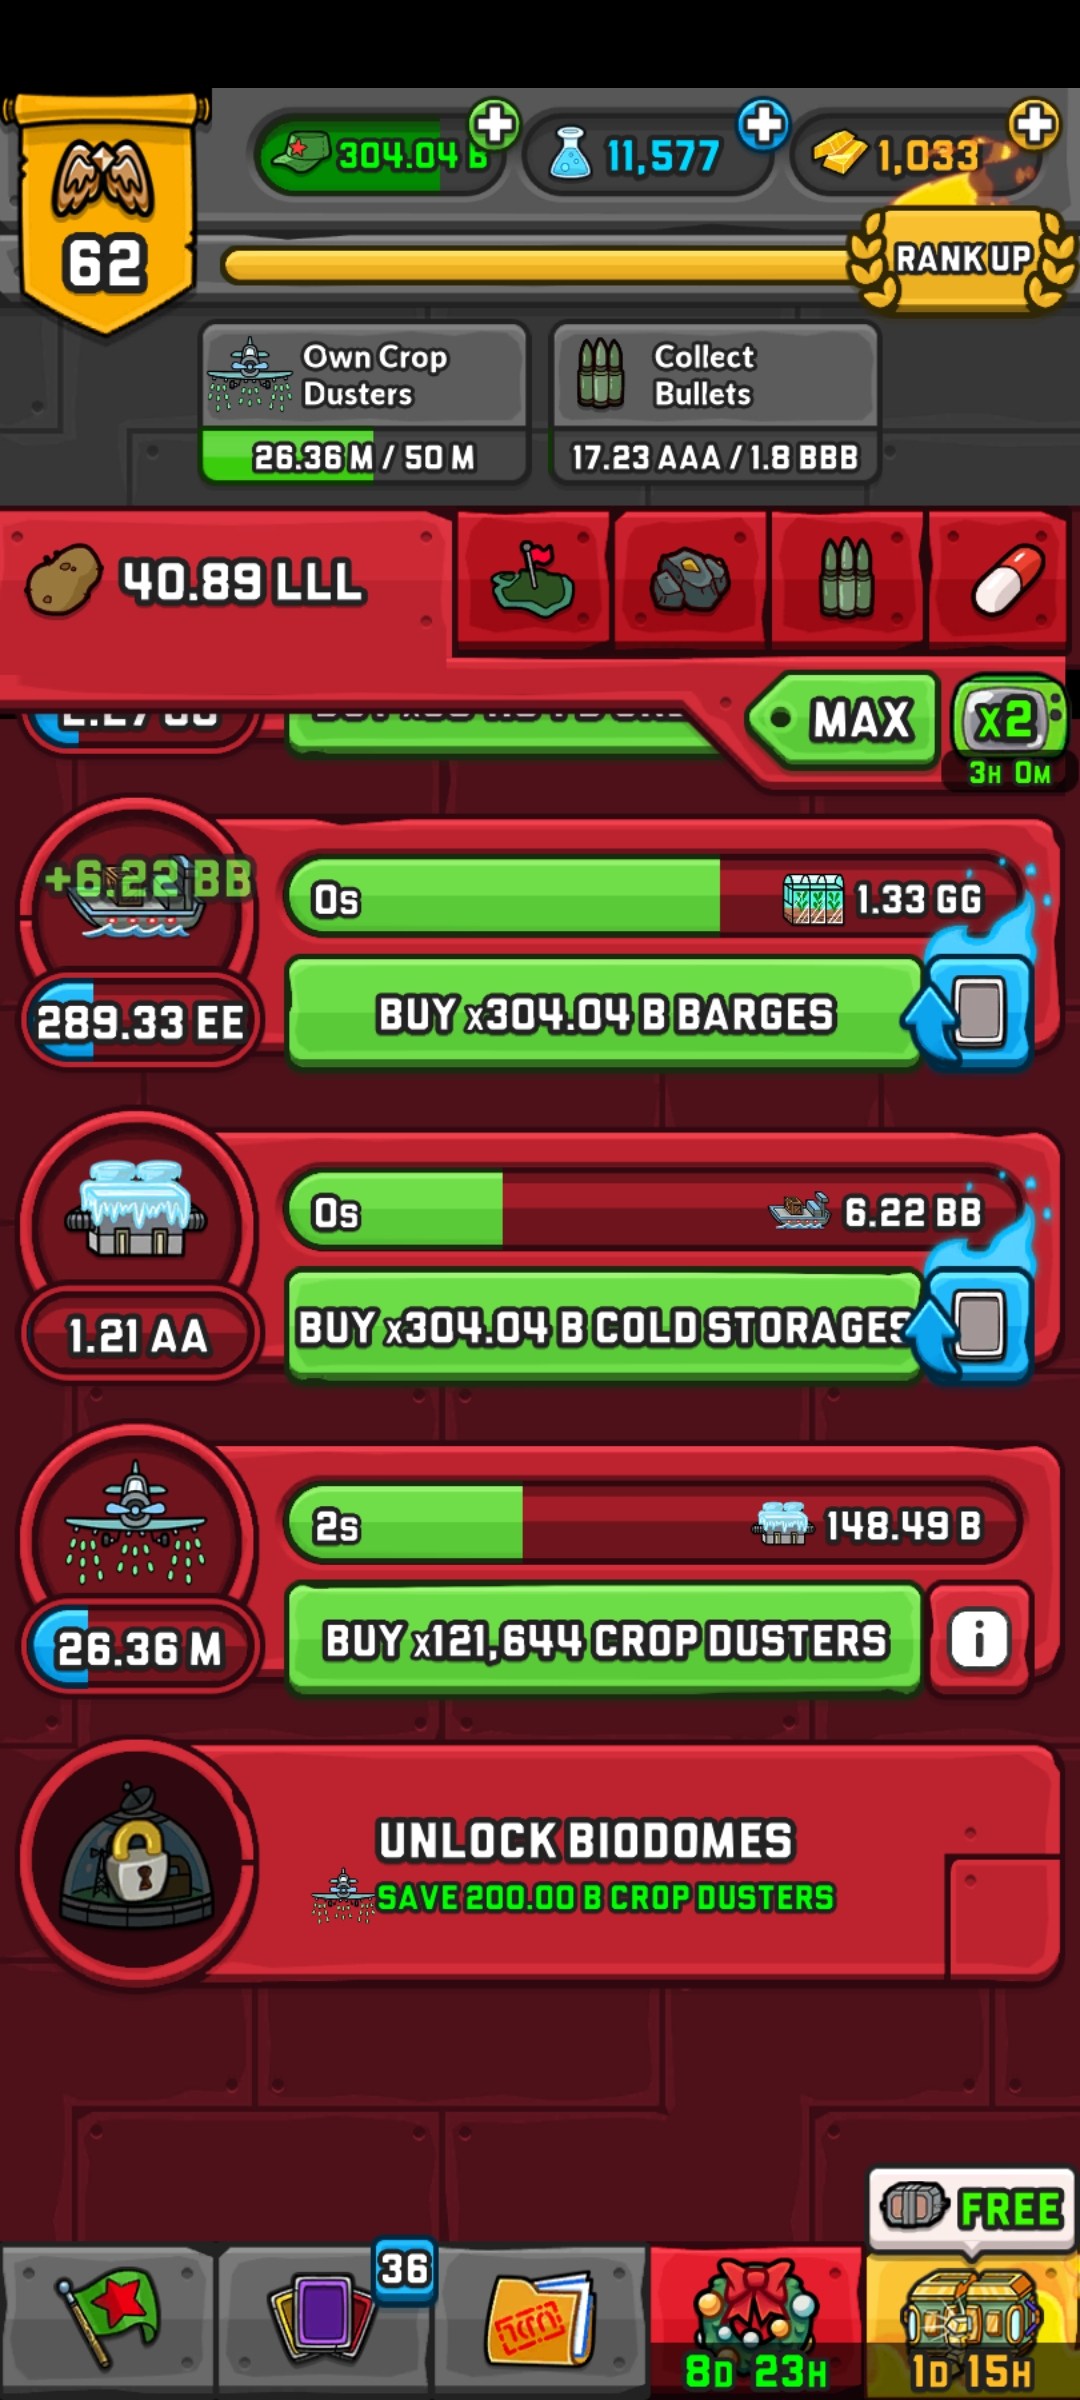 304.04 B
11,577
1,033
62
RANK UP
Own Crop
Dusters
Collect
Bullets
26.36 M / 50 M
17.23 AAA / 1.8 BBB
40.89 LLL
MAX
x2
3H 0M
+6.22 BB
0s
1.33 GG
289.33 EE
BUY x304.04 B BARGES
0s
6.22 BB
1.21 AA
BUY x304.04 B COLD STORAGES
2s
148.49 B
26.36 M
BUY x121,644 CROP DUSTERS
i
UNLOCK BIODOMES
SAVE 200.00 B CROP DUSTERS
FREE
36
8D 23H
1D 15H